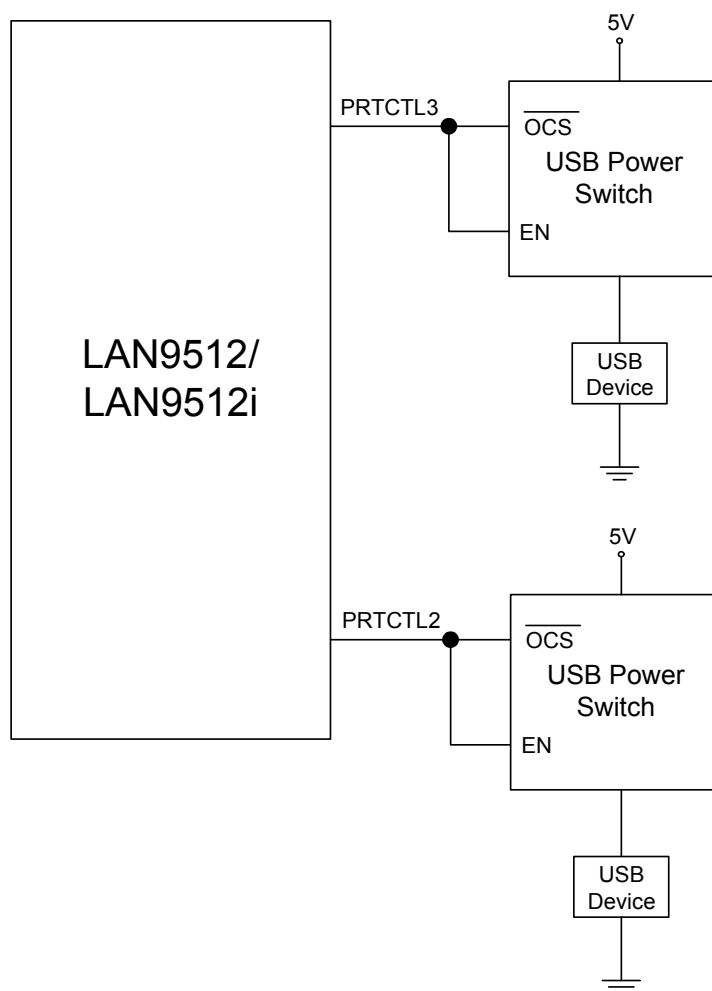 5V
PRTCTL3
OCS
USB Power
Switch
EN
LAN9512/
LAN9512i
USB
Device
5V
PRTCTL2
OCS
USB Power
Switch
EN
USB
Device